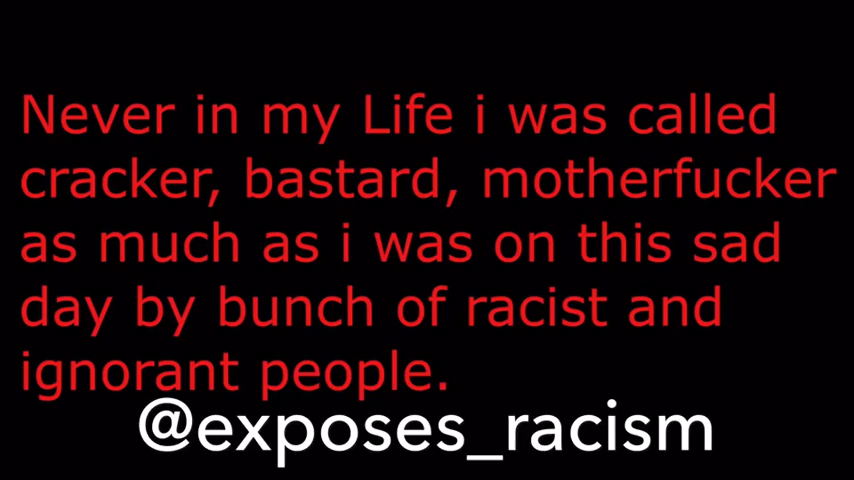 Never in my Life i was called
cracker, bastard, motherfucker
as much as i was on this sad
day by bunch of racist and
ignorant people.
@exposes_racism